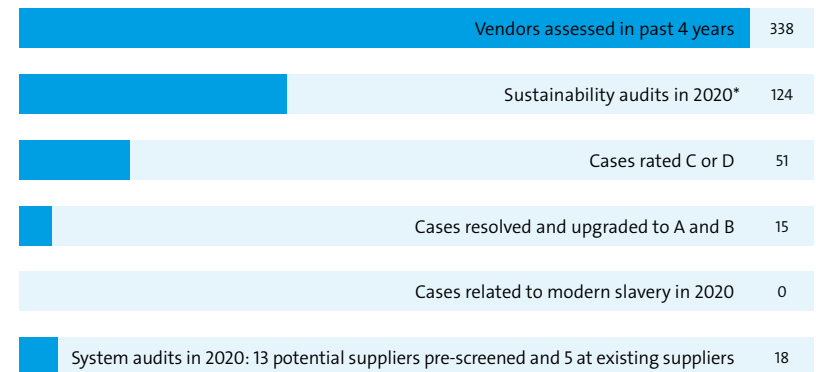 Vendors assessed in past 4 years 338
Sustainability audits in 2020* 124
Cases rated C or D 51
Cases resolved and upgraded to A and B 15
Cases related to modern slavery in 2020 0
System audits in 2020: 13 potential suppliers pre-screened and 5 at existing suppliers 18